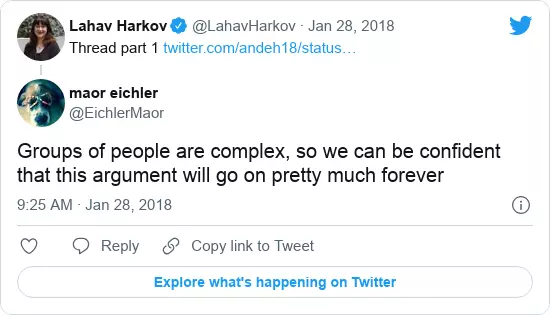 Lahav Harkov @LahavHarkov · Jan 28, 2018
Thread part 1 twitter.com/andeh18/status…
maor eichler
@EichlerMaor
Groups of people are complex, so we can be confident
that this argument will go on pretty much forever
9:25 AM · Jan 28, 2018
Reply Copy link to Tweet
Explore what's happening on Twitter